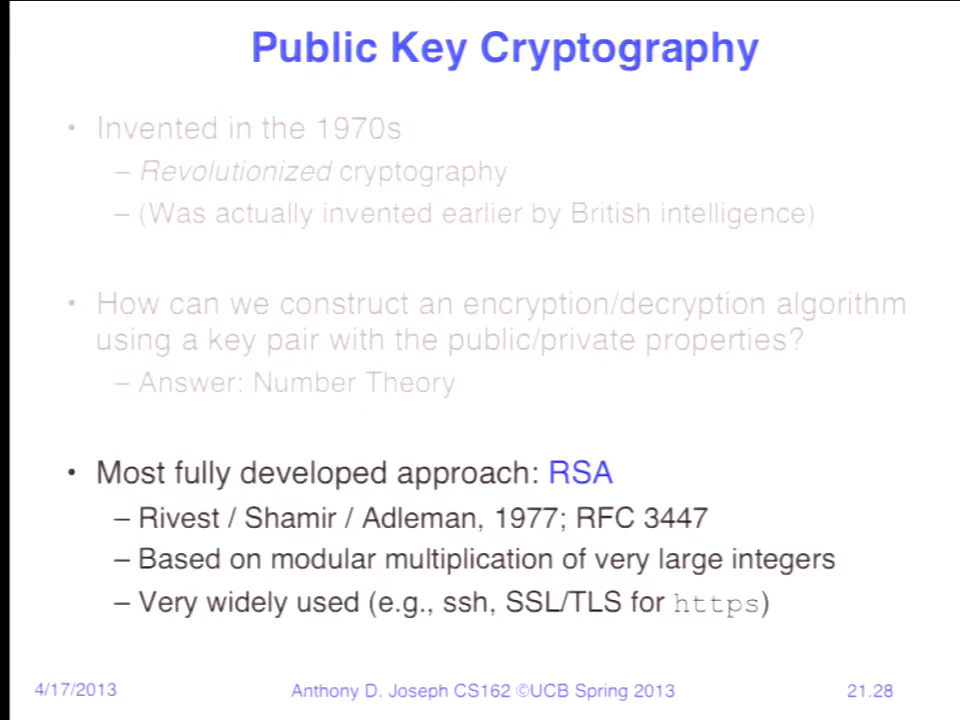 Public Key Cryptography
• Invented in the 1970s
– Revolutionized cryptography
– (Was actually invented earlier by British intelligence)
• How can we construct an encryption/decryption algorithm
using a key pair with the public/private properties?
– Answer: Number Theory
• Most fully developed approach: RSA
– Rivest / Shamir / Adleman, 1977; RFC 3447
– Based on modular multiplication of very large integers
– Very widely used (e.g., ssh, SSL/TLS for https)
4/17/2013 Anthony D. Joseph CS162 ©UCB Spring 2013 21.28